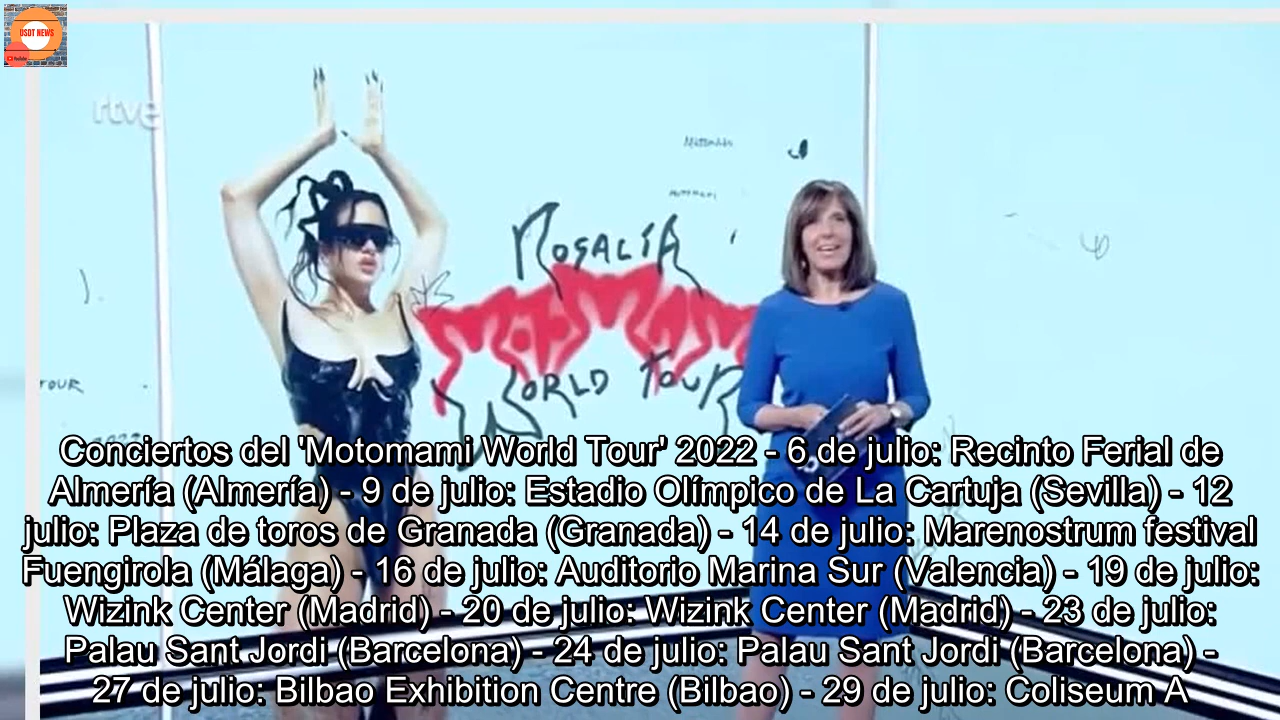 USDT NEWS
YouTube
rtve
Motomami
Motomami
ROSALÍA
MOTOMAMI
WORLD TOUR
TOUR
2022
Conciertos del 'Motomami World Tour' 2022 - 6 de julio: Recinto Ferial de
Almería (Almería) - 9 de julio: Estadio Olímpico de La Cartuja (Sevilla) - 12
julio: Plaza de toros de Granada (Granada) - 14 de julio: Marenostrum festival
Fuengirola (Málaga) - 16 de julio: Auditorio Marina Sur (Valencia) - 19 de julio:
Wizink Center (Madrid) - 20 de julio: Wizink Center (Madrid) - 23 de julio:
Palau Sant Jordi (Barcelona) - 24 de julio: Palau Sant Jordi (Barcelona) -
27 de julio: Bilbao Exhibition Centre (Bilbao) - 29 de julio: Coliseum A